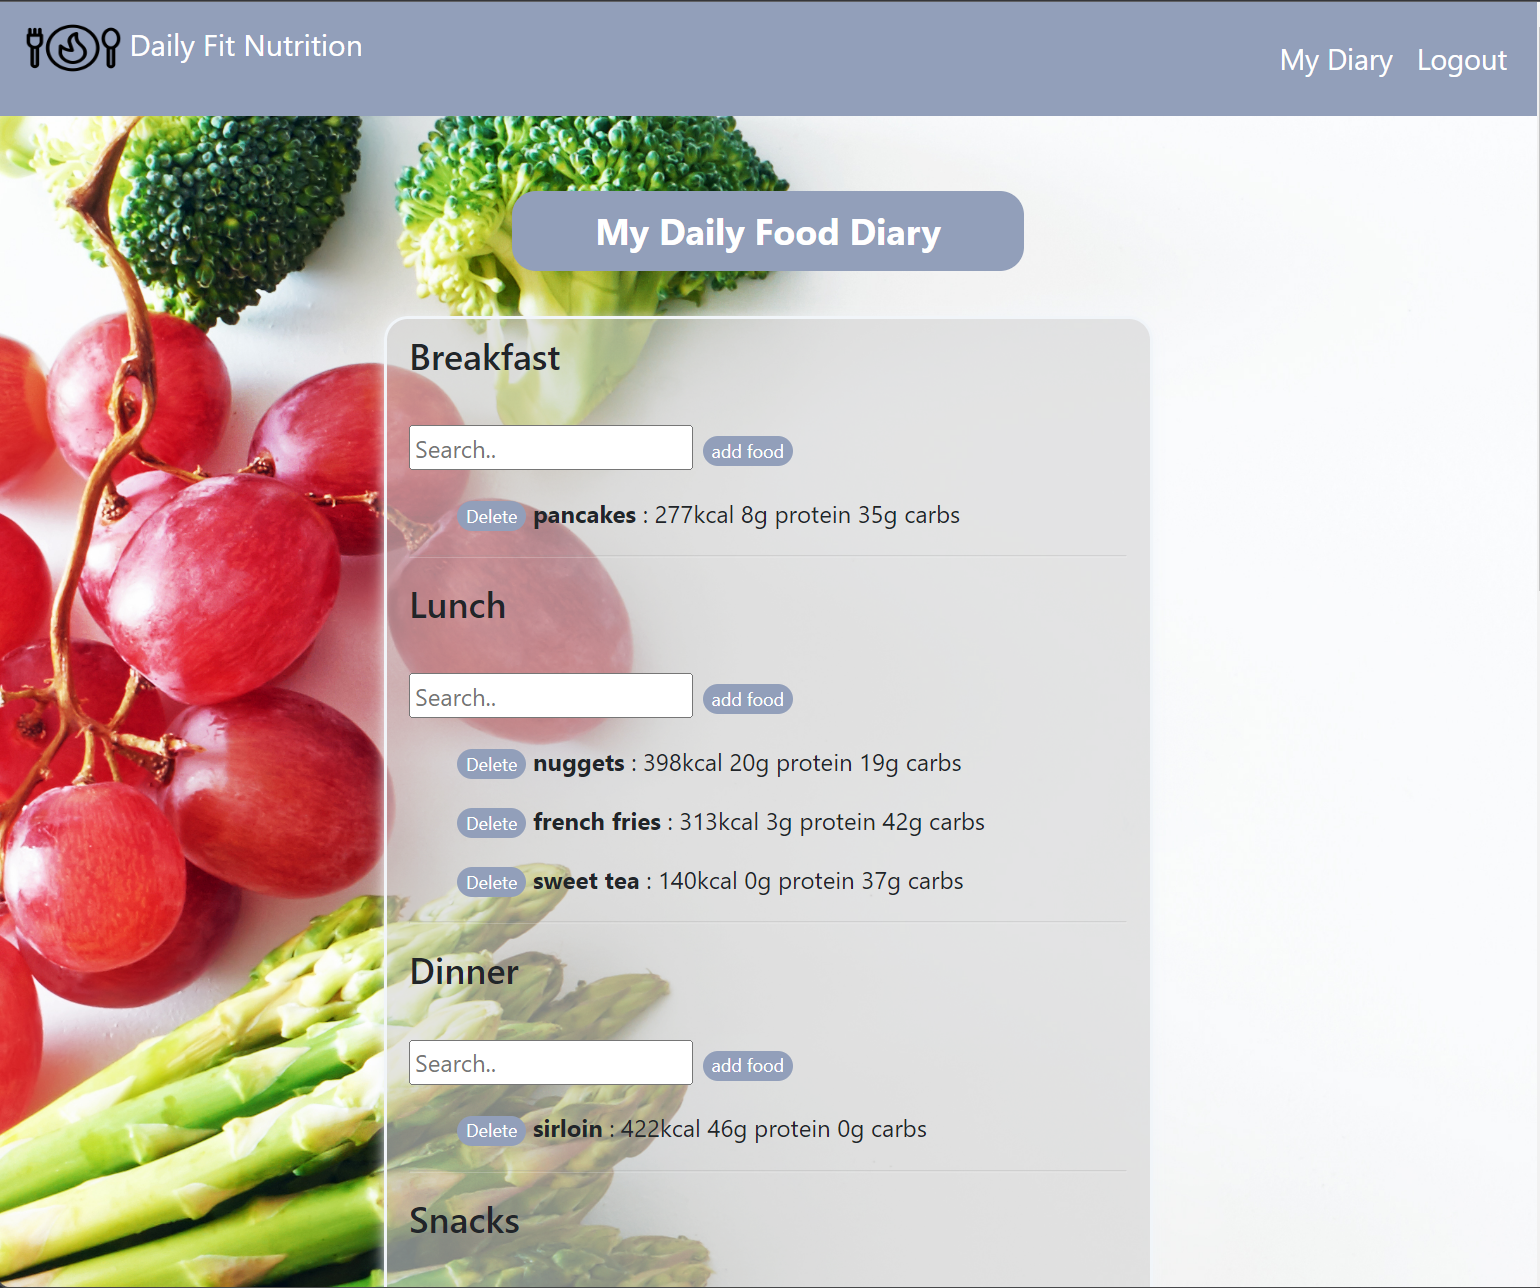 Daily Fit Nutrition
My Diary Logout
My Daily Food Diary
Breakfast
Search.. add food
Delete pancakes : 277kcal 8g protein 35g carbs
Lunch
Search.. add food
Delete nuggets : 398kcal 20g protein 19g carbs
Delete french fries : 313kcal 3g protein 42g carbs
Delete sweet tea : 140kcal 0g protein 37g carbs
Dinner
Search.. add food
Delete sirloin : 422kcal 46g protein 0g carbs
Snacks